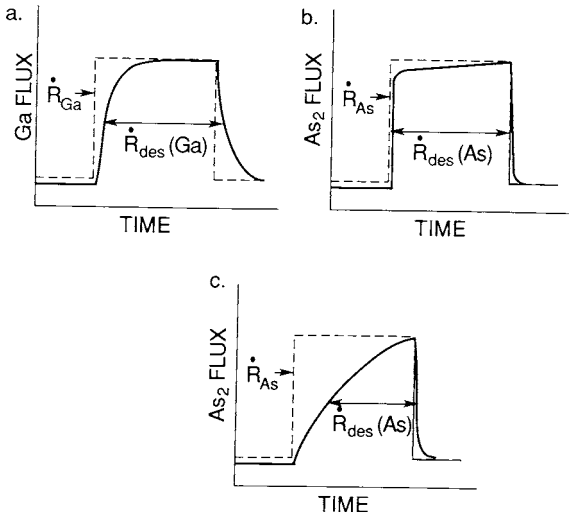 a.
Ga FLUX
Ṙ_Ga
Ṙ_des (Ga)
TIME
b.
As₂ FLUX
Ṙ_As
Ṙ_des (As)
TIME
c.
As₂ FLUX
Ṙ_As
Ṙ_des (As)
TIME